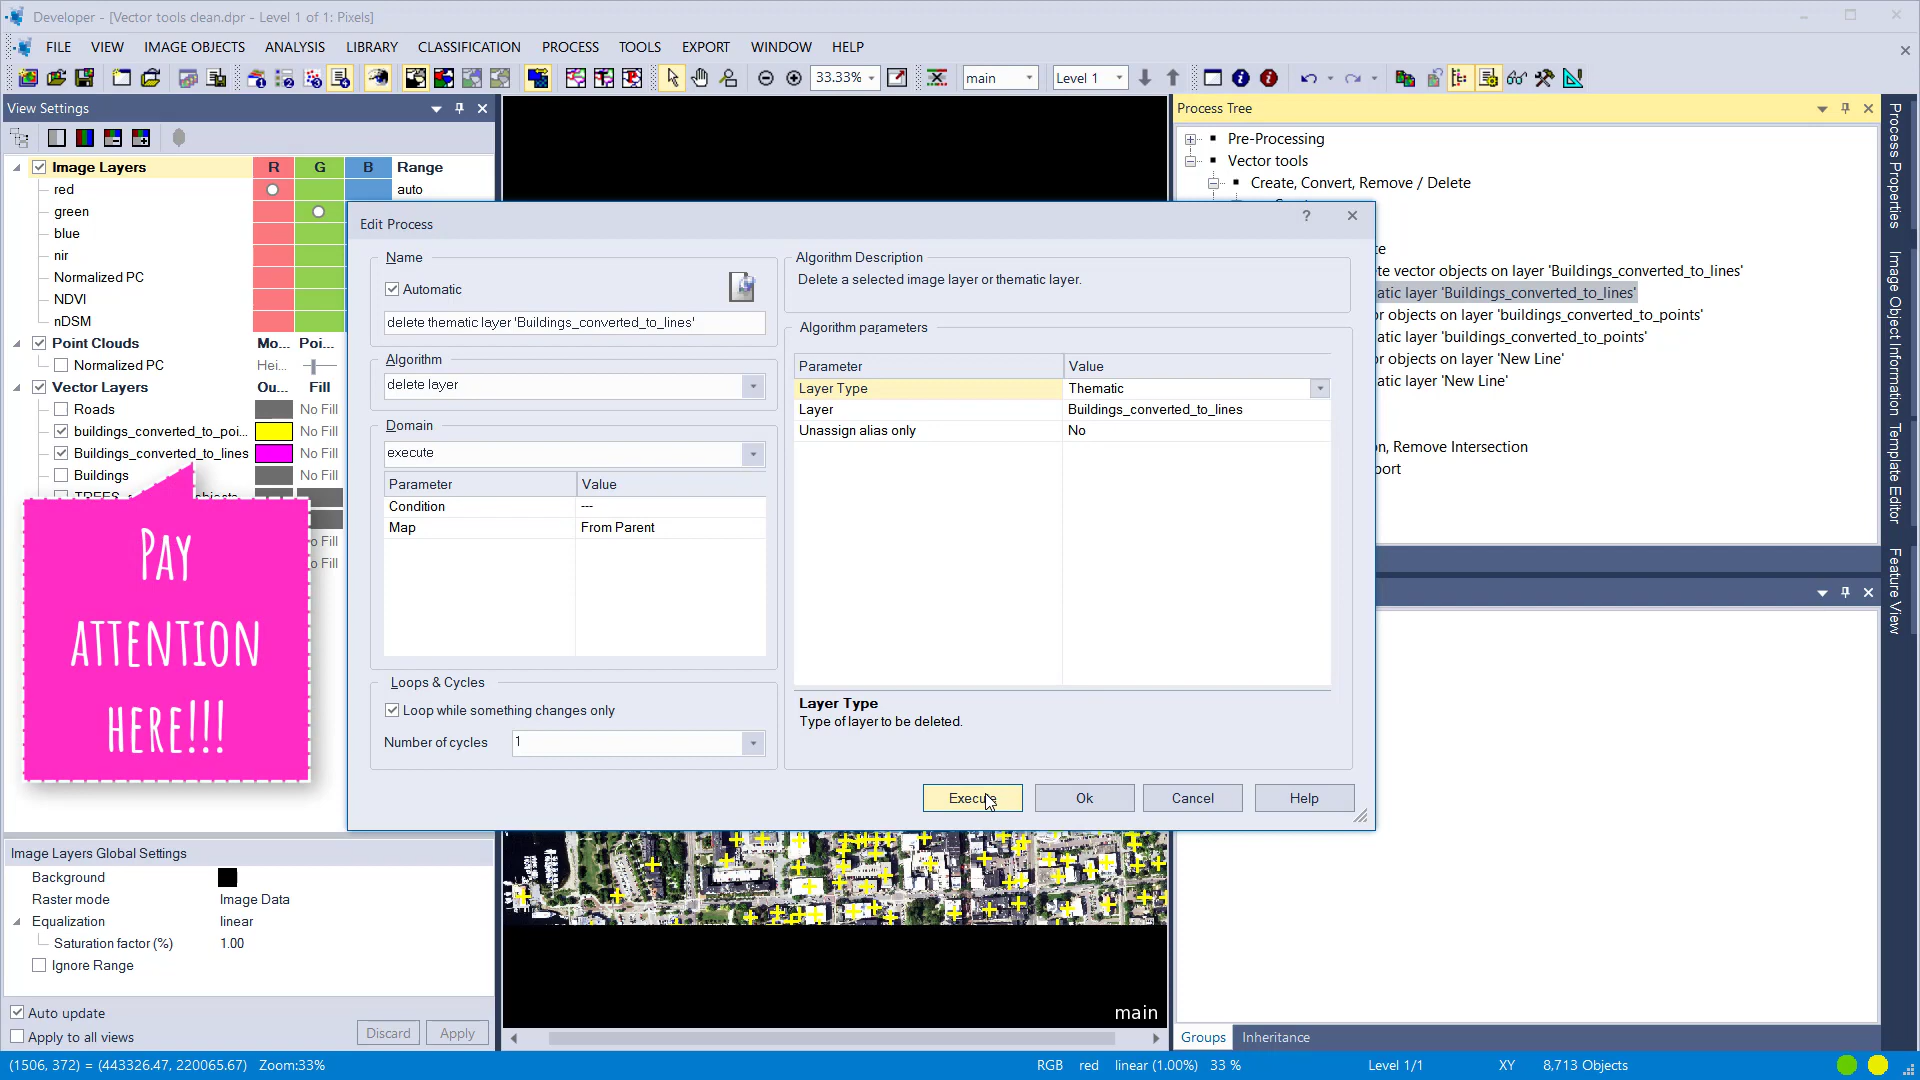 Developer - [Vector tools clean.dpr - Level 1 of 1: Pixels]
FILE VIEW IMAGE OBJECTS ANALYSIS LIBRARY CLASSIFICATION PROCESS TOOLS EXPORT WINDOW HELP
33.33% main Level 1
View Settings
Image Layers R G B Range
red auto
green
blue
nir
Normalized PC
NDVI
nDSM
Point Clouds Mo... Poi...
Normalized PC Hei...
Vector Layers Ou... Fill
Roads No Fill
buildings_converted_to_poi... No Fill
Buildings_converted_to_lines No Fill
Buildings No Fill
o Fill
o Fill
PAY
ATTENTION
HERE!!!
Image Layers Global Settings
Background
Raster mode Image Data
Equalization linear
Saturation factor (%) 1.00
Ignore Range
Auto update
Apply to all views
Discard Apply
Edit Process
?
Name
Automatic
delete thematic layer 'Buildings_converted_to_lines'
Algorithm
delete layer
Domain
execute
Parameter Value
Condition ---
Map From Parent
Loops & Cycles
Loop while something changes only
Number of cycles 1
Algorithm Description
Delete a selected image layer or thematic layer.
Algorithm parameters
Parameter Value
Layer Type Thematic
Layer Buildings_converted_to_lines
Unassign alias only No
Layer Type
Type of layer to be deleted.
Execute Ok Cancel Help
main
Process Tree
Pre-Processing
Vector tools
Create, Convert, Remove / Delete
te
ete vector objects on layer 'Buildings_converted_to_lines'
atic layer 'Buildings_converted_to_lines'
or objects on layer 'buildings_converted_to_points'
atic layer 'buildings_converted_to_points'
or objects on layer 'New Line'
atic layer 'New Line'
on, Remove Intersection
port
Groups Inheritance
Process Properties
Image Object Information
Template Editor
Feature View
(1506, 372) = (443326.47, 220065.67) Zoom:33%
RGB red linear (1.00%) 33 % Level 1/1 XY 8,713 Objects